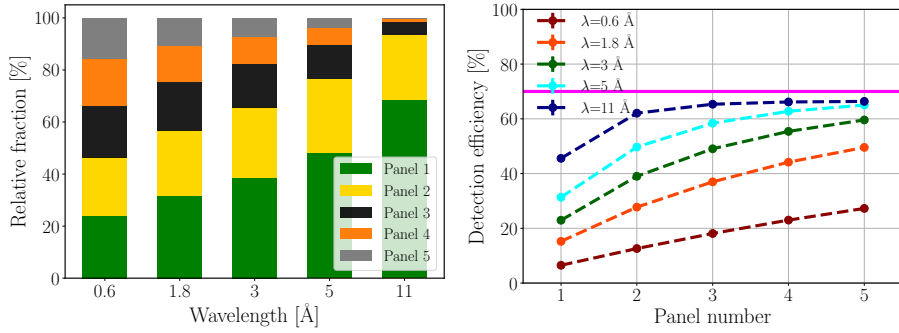 100
80
60
40
20
0
Relative fraction [%]
Panel 1
Panel 2
Panel 3
Panel 4
Panel 5
0.6 1.8 3 5 11
Wavelength [Å]
100
80
60
40
20
0
Detection efficiency [%]
λ=0.6 Å
λ=1.8 Å
λ=3 Å
λ=5 Å
λ=11 Å
1 2 3 4 5
Panel number